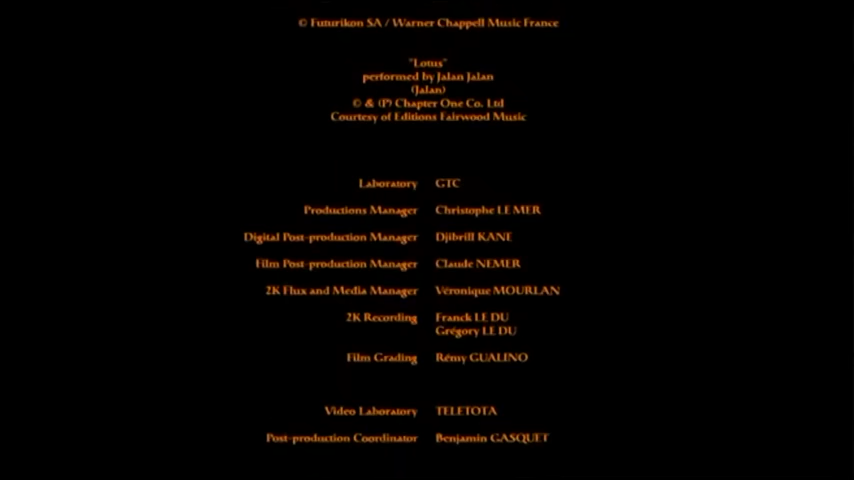 © Futurikon SA / Warner Chappell Music France
"Lotus"
performed by Jalan Jalan
(Jalan)
© & (P) Chapter One Co. Ltd
Courtesy of Editions Fairwood Music
Laboratory GTC
Productions Manager Christophe LE MER
Digital Post-production Manager Djibrill KANE
Film Post-production Manager Claude NEMER
2K Flux and Media Manager Véronique MOURLAN
2K Recording Franck LE DU
Grégory LE DU
Film Grading Rémy GUALINO
Video Laboratory TELETOTA
Post-production Coordinator Benjamin GASQUET